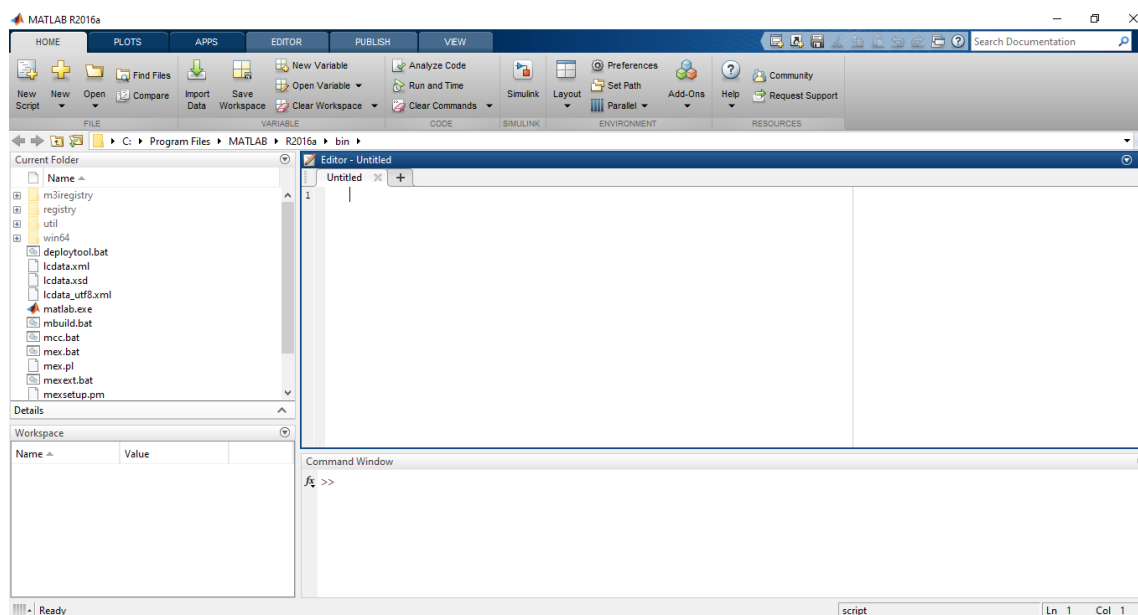 MATLAB R2016a
HOME PLOTS APPS EDITOR PUBLISH VIEW
Search Documentation
New Script
New
Open
Find Files
Compare
Import Data
Save Workspace
New Variable
Open Variable
Clear Workspace
Analyze Code
Run and Time
Clear Commands
Simulink
Layout
Preferences
Set Path
Parallel
Add-Ons
Help
Community
Request Support
FILE VARIABLE CODE SIMULINK ENVIRONMENT RESOURCES
C: Program Files MATLAB R2016a bin
Current Folder
Name
m3iregistry
registry
util
win64
deploytool.bat
lcdata.xml
lcdata.xsd
lcdata_utf8.xml
matlab.exe
mbuild.bat
mcc.bat
mex.bat
mex.pl
mexext.bat
mexsetup.pm
Details
Workspace
Name Value
Editor - Untitled
Untitled +
1
Command Window
fx >>
Ready
script
Ln 1 Col 1